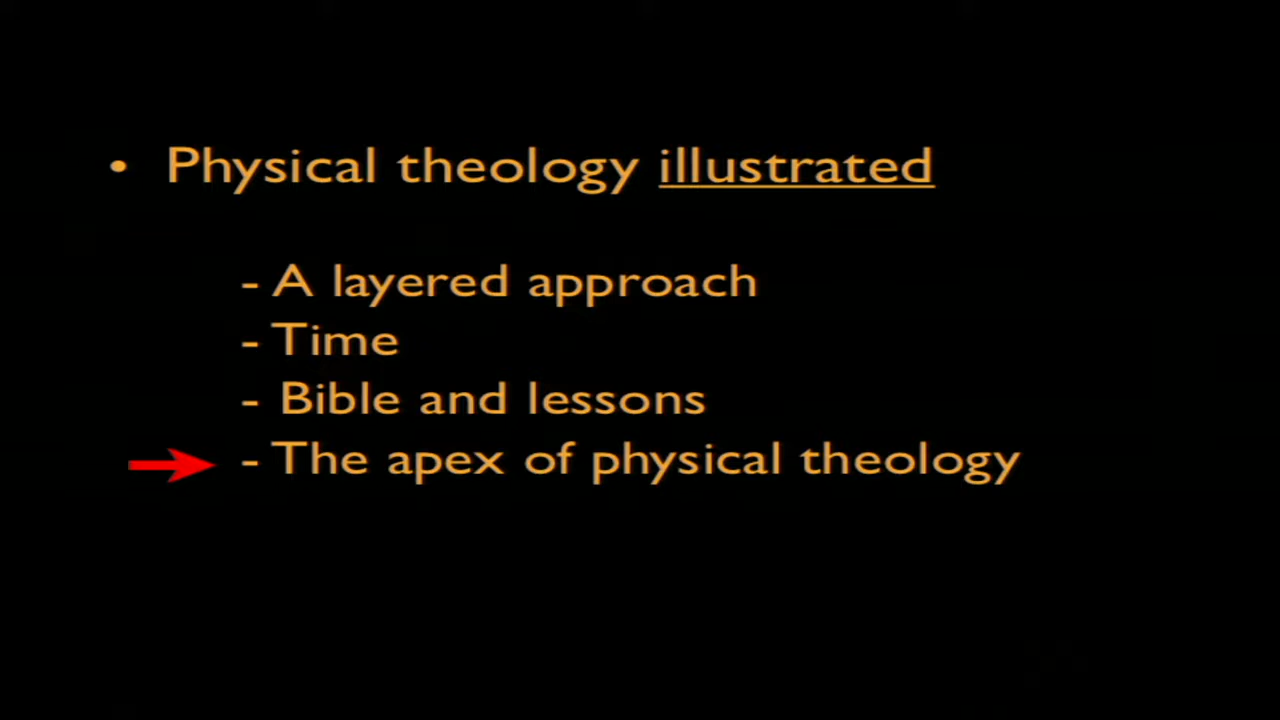 • Physical theology illustrated
- A layered approach
- Time
- Bible and lessons
- The apex of physical theology